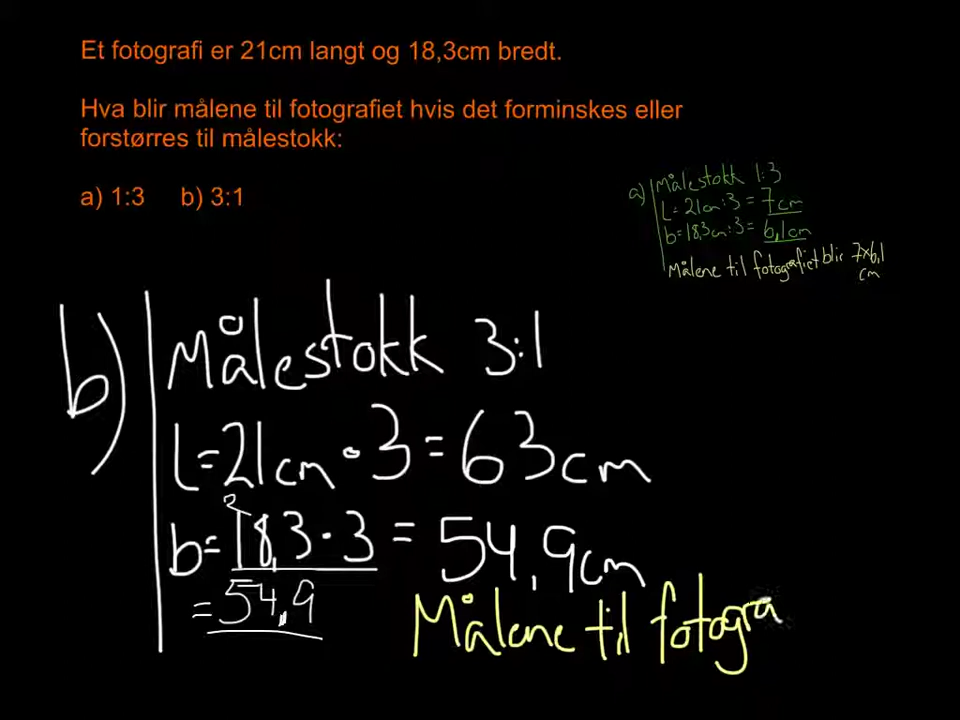 Et fotografi er 21cm langt og 18,3cm bredt.
Hva blir målene til fotografiet hvis det forminskes eller
forstørres til målestokk:
a) 1:3 b) 3:1
a) Målestokk 1:3
L=21cm:3=7cm
b=18,3cm:3=6,1cm
Målene til fotografiet blir 7x6,1
cm
b) Målestokk 3:1
L=21cm·3=63cm
2
b=18,3·3=54,9cm
=54,9
Målene til fotogra